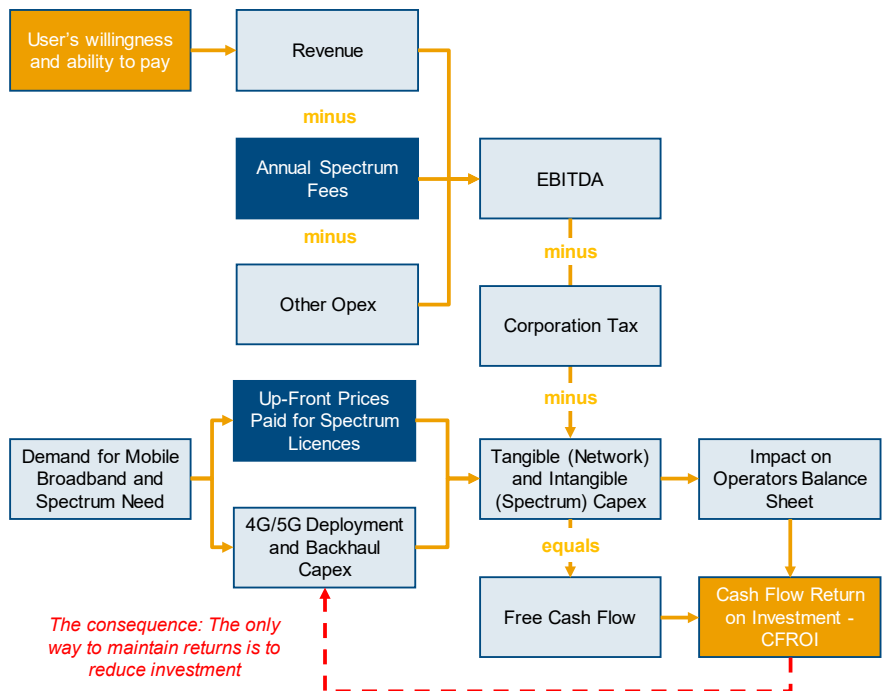 User's willingness
and ability to pay
Revenue
minus
Annual Spectrum
Fees
EBITDA
minus
minus
Other Opex
Corporation Tax
minus
Up-Front Prices
Paid for Spectrum
Licences
Demand for Mobile
Broadband and
Spectrum Need
Tangible (Network)
and Intangible
(Spectrum) Capex
Impact on
Operators Balance
Sheet
4G/5G Deployment
and Backhaul
Capex
equals
Free Cash Flow
Cash Flow Return
on Investment -
CFROI
The consequence: The only
way to maintain returns is to
reduce investment